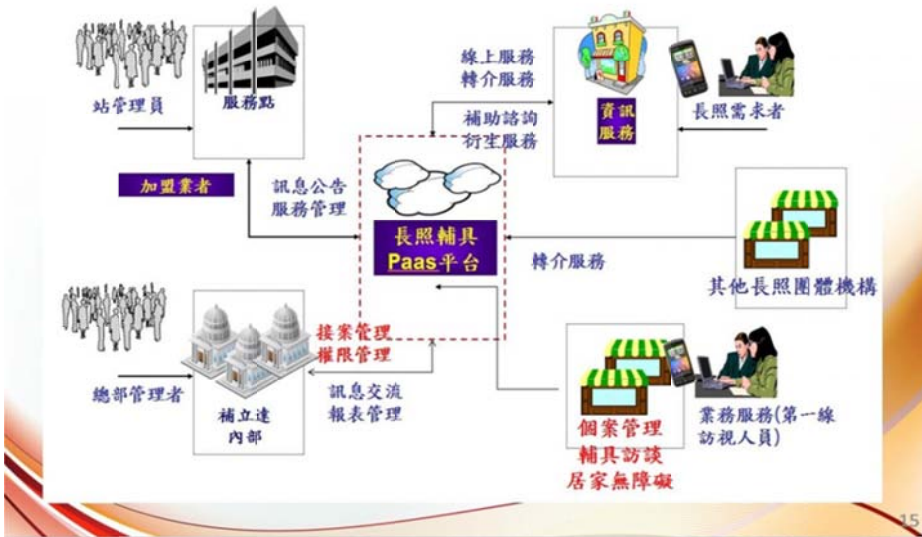 站管理員
服務點
加盟業者
訊息公告
服務管理
線上服務
轉介服務
補助諮詢
衍生服務
資訊
服務
長照需求者
長照輔具
Paas平台
轉介服務
其他長照團體機構
總部管理者
補立達
內部
接案管理
權限管理
訊息交流
報表管理
個案管理
輔具訪談
居家無障礙
業務服務(第一線
訪視人員)
15